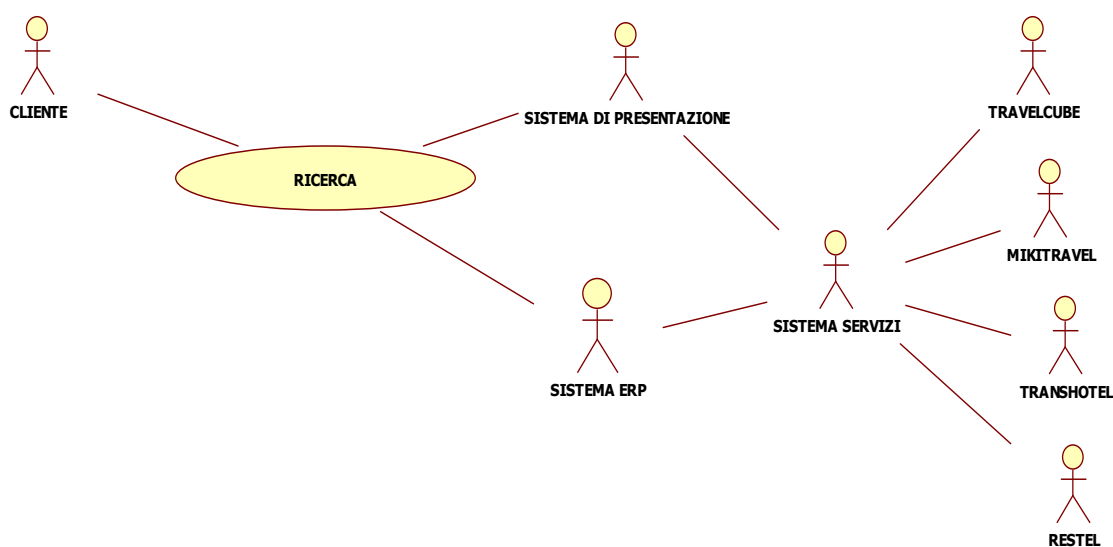 CLIENTE
SISTEMA DI PRESENTAZIONE
TRAVELCUBE
RICERCA
MIKITRAVEL
SISTEMA SERVIZI
SISTEMA ERP
TRANSHOTEL
RESTEL